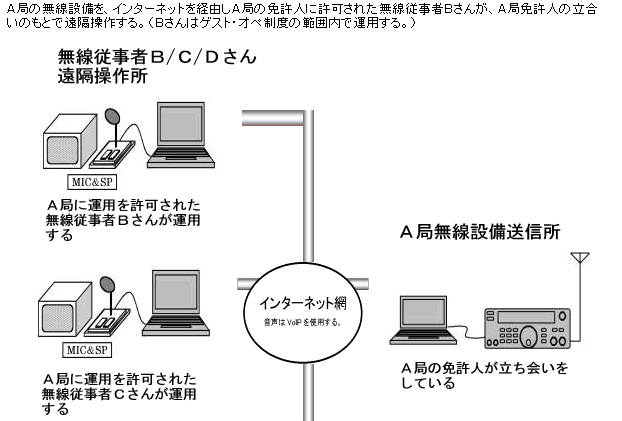 A局の無線設備を、インターネットを経由しA局の免許人に許可された無線従事者Bさんが、A局免許人の立合
いのもとで遠隔操作する。(Bさんはゲスト・オペ制度の範囲内で運用する。)
無線従事者B/C/Dさん
遠隔操作所
MIC&SP
A局に運用を許可された
無線従事者Bさんが運用
する
A局無線設備送信所
インターネット網
音声は VoIP を使用する。
MIC&SP
A局に運用を許可された
無線従事者Cさんが運用
する
A局の免許人が立ち会いを
している